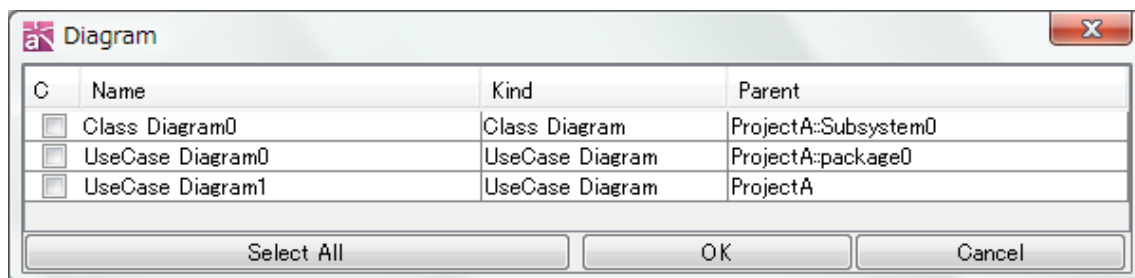 Diagram
C Name Kind Parent
Class Diagram0 Class Diagram ProjectA::Subsystem0
UseCase Diagram0 UseCase Diagram ProjectA::package0
UseCase Diagram1 UseCase Diagram ProjectA
Select All OK Cancel